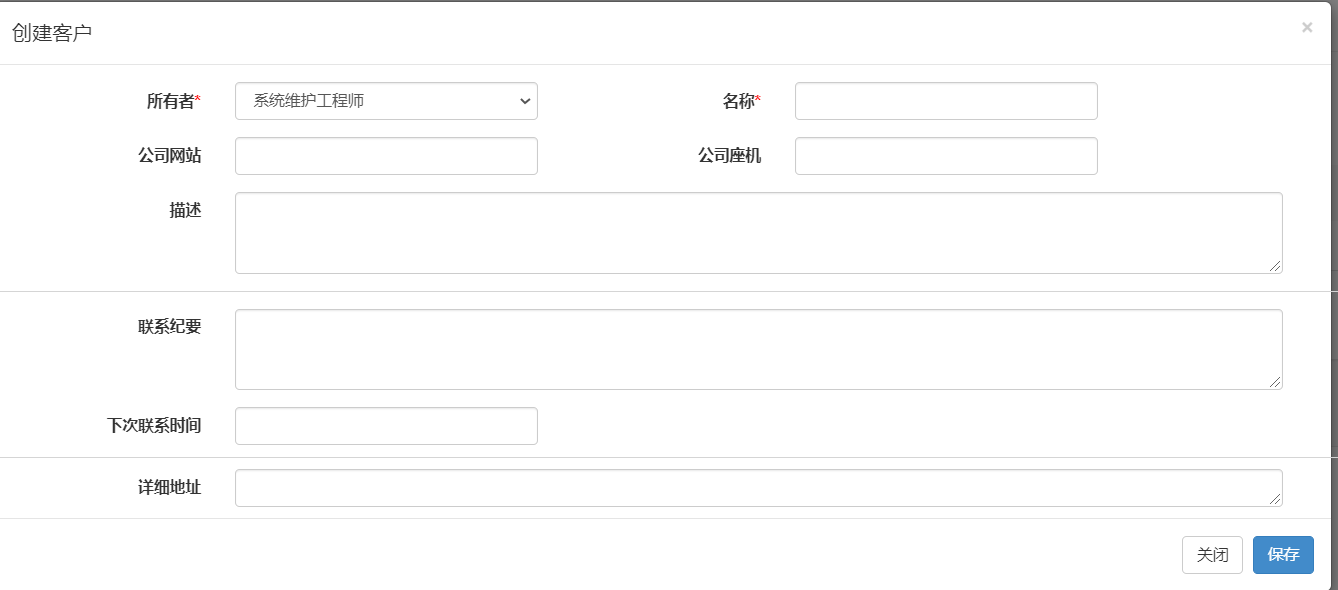 创建客户
×
所有者* 系统维护工程师 名称*
公司网站 公司座机
描述
联系纪要
下次联系时间
详细地址
关闭 保存